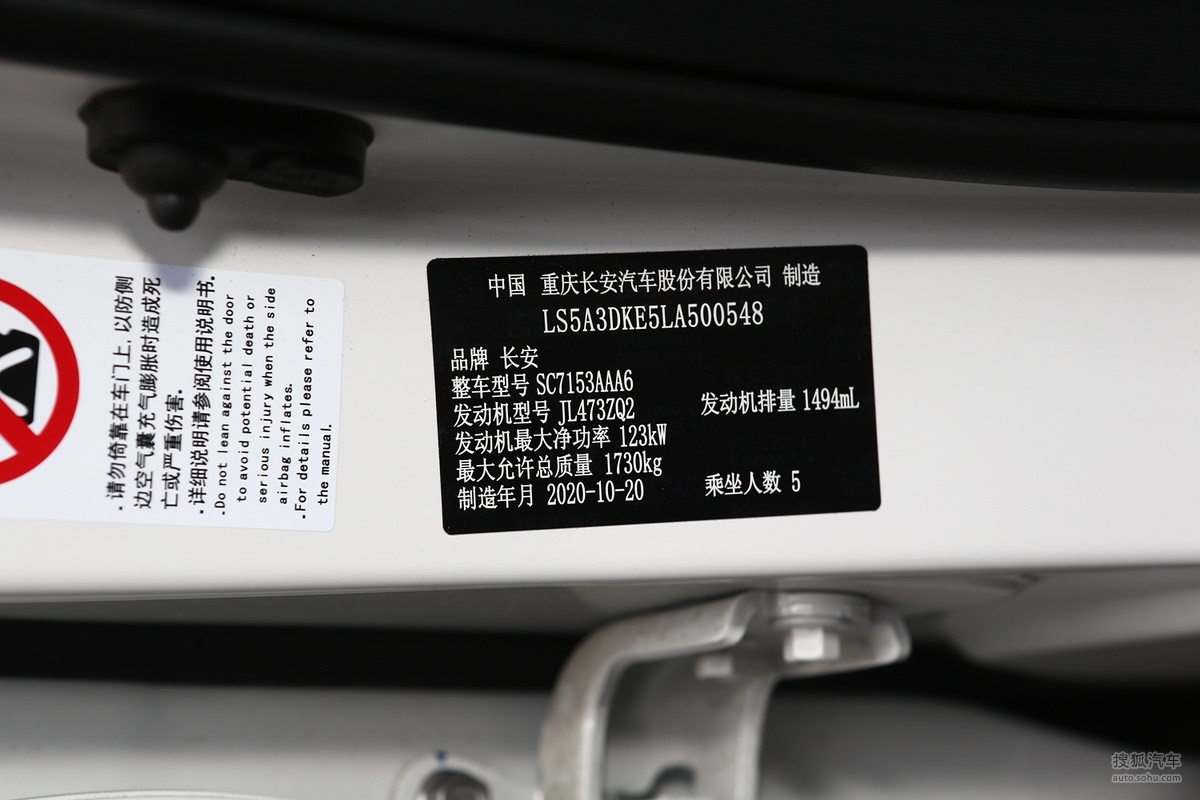 ·请勿倚靠在车门上,以防侧
边空气囊充气膨胀时造成死
亡或严重伤害.
·详细说明请参阅使用说明书.
·Do not lean against the door
to avoid potential death or
serious injury when the side
airbag inflates.
·For details please refer to
the manual.
中国 重庆长安汽车股份有限公司 制造
LS5A3DKE5LA500548
品牌 长安
整车型号 SC7153AAA6
发动机型号 JL473ZQ2 发动机排量 1494mL
发动机最大净功率 123kW
最大允许总质量 1730kg
制造年月 2020-10-20 乘坐人数 5
搜狐汽车
auto.sohu.com